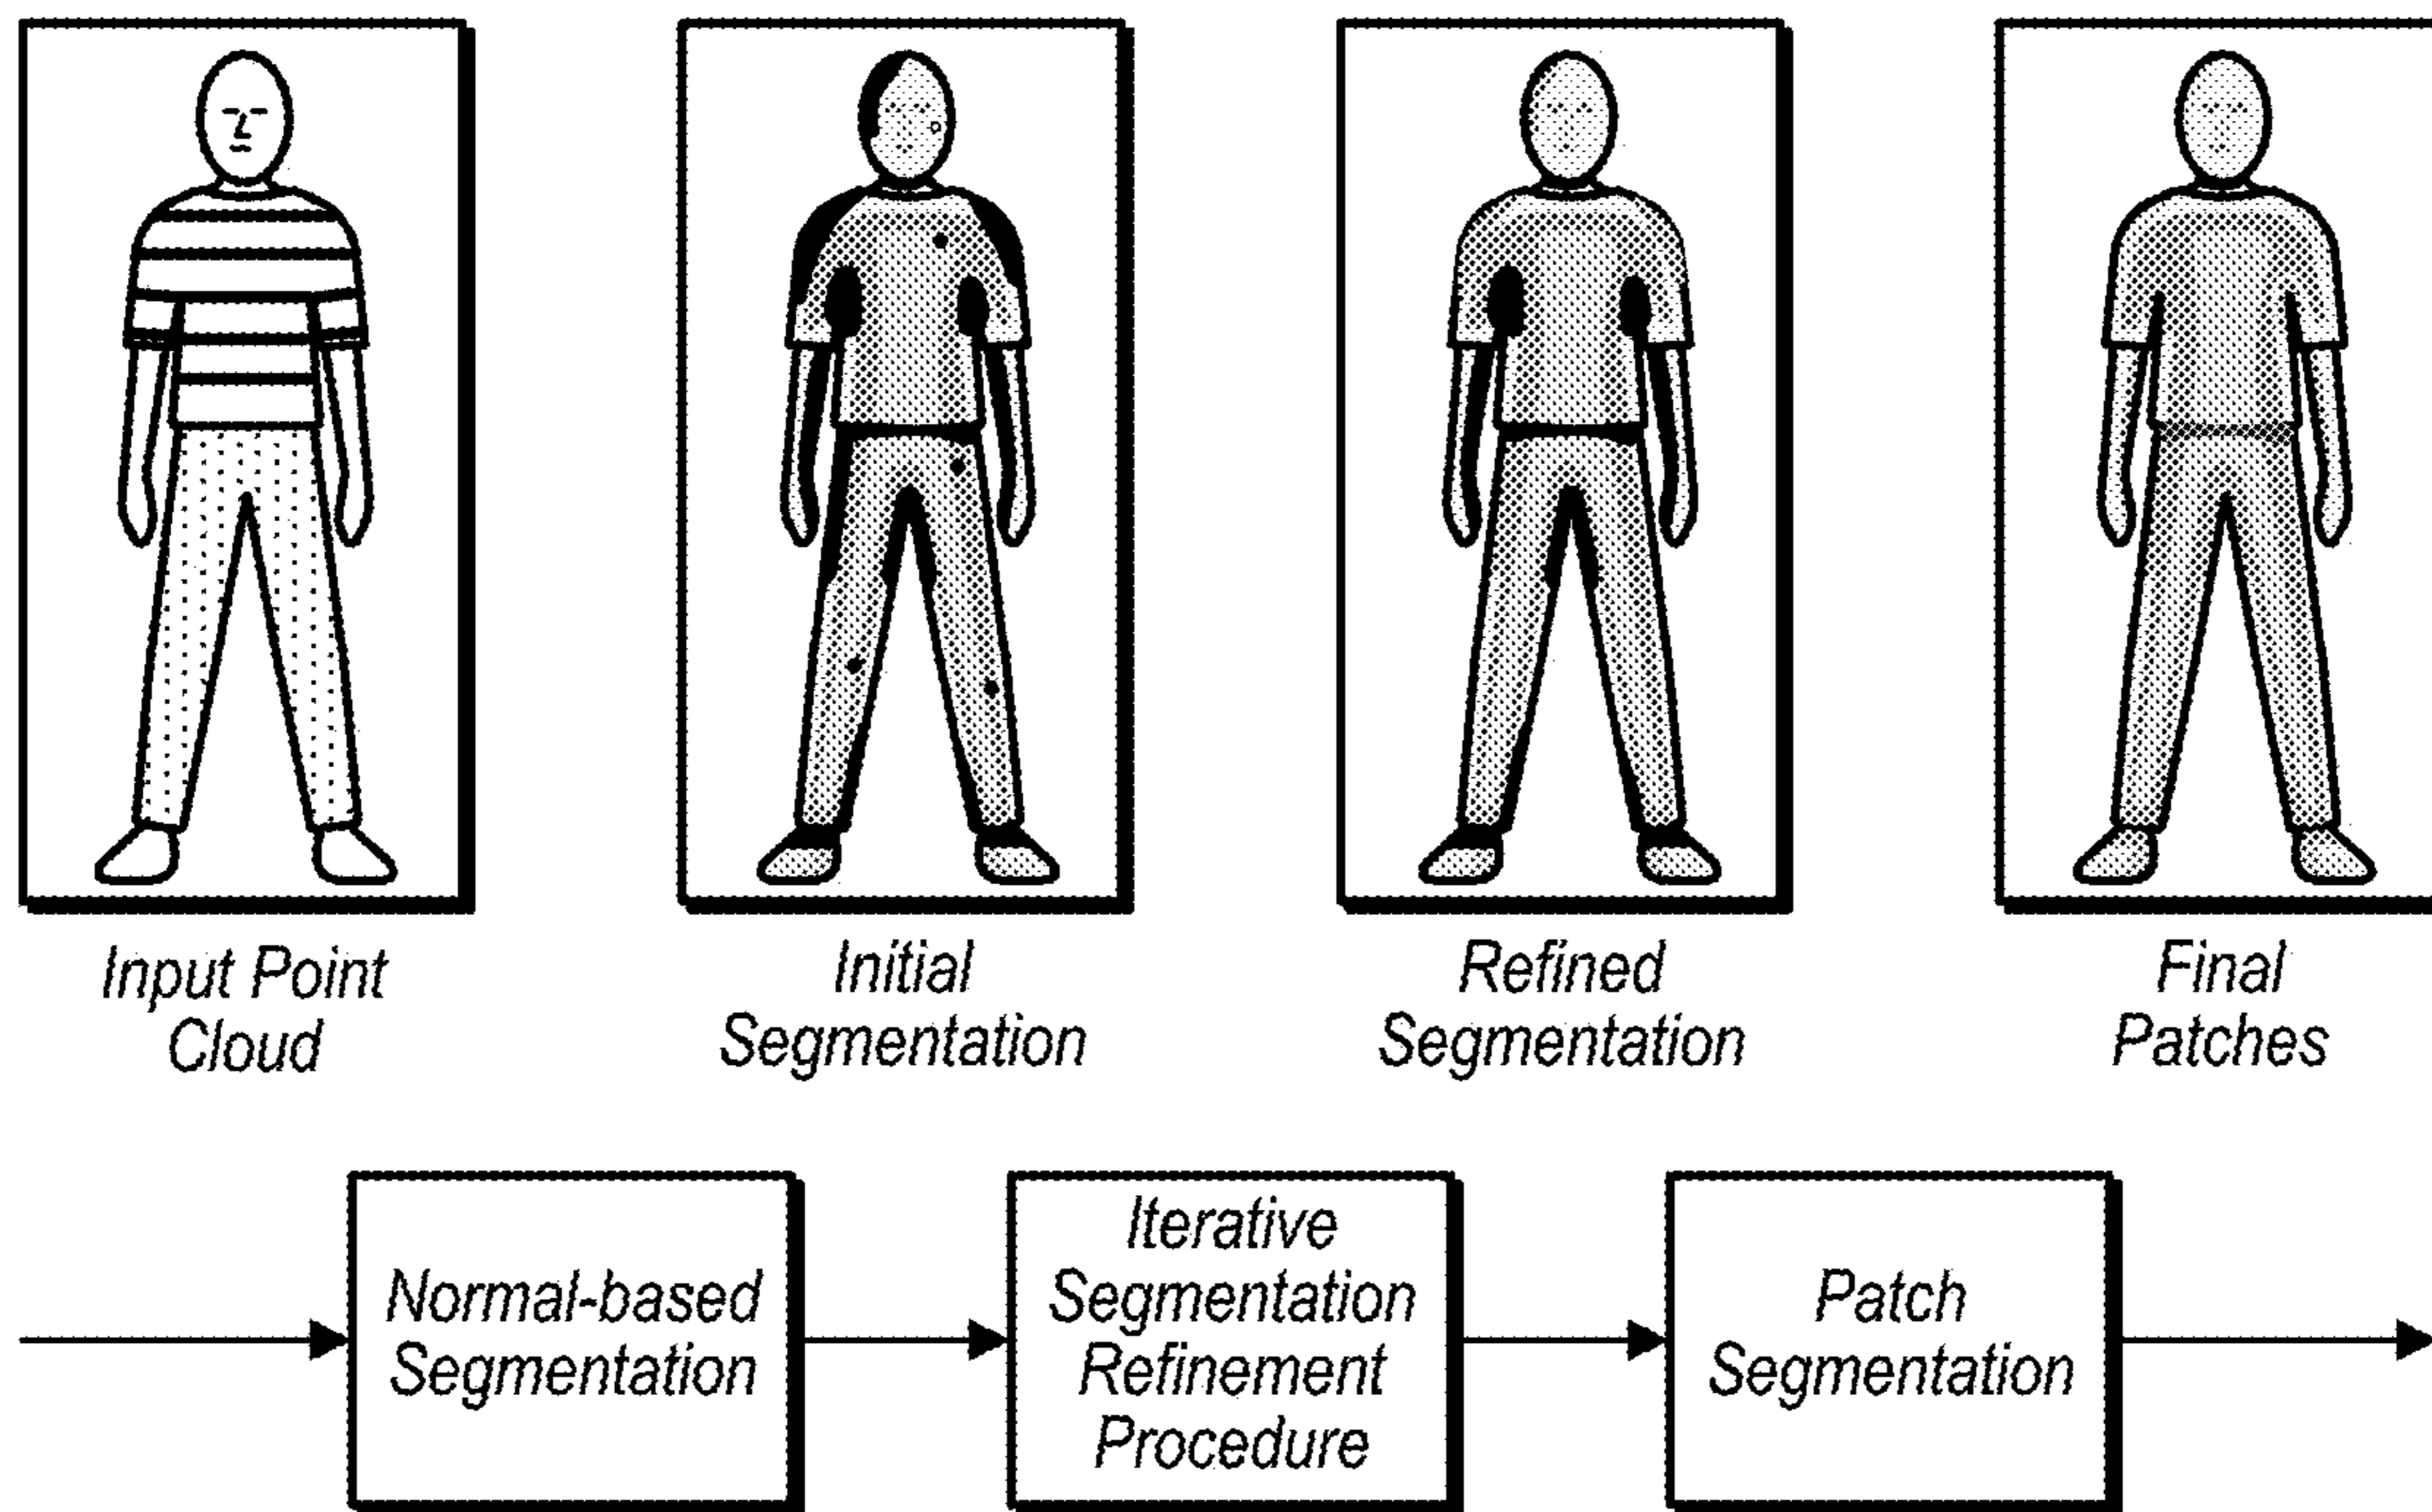 Input Point
Cloud
Initial
Segmentation
Refined
Segmentation
Final
Patches
Normal-based
Segmentation
Iterative
Segmentation
Refinement
Procedure
Patch
Segmentation